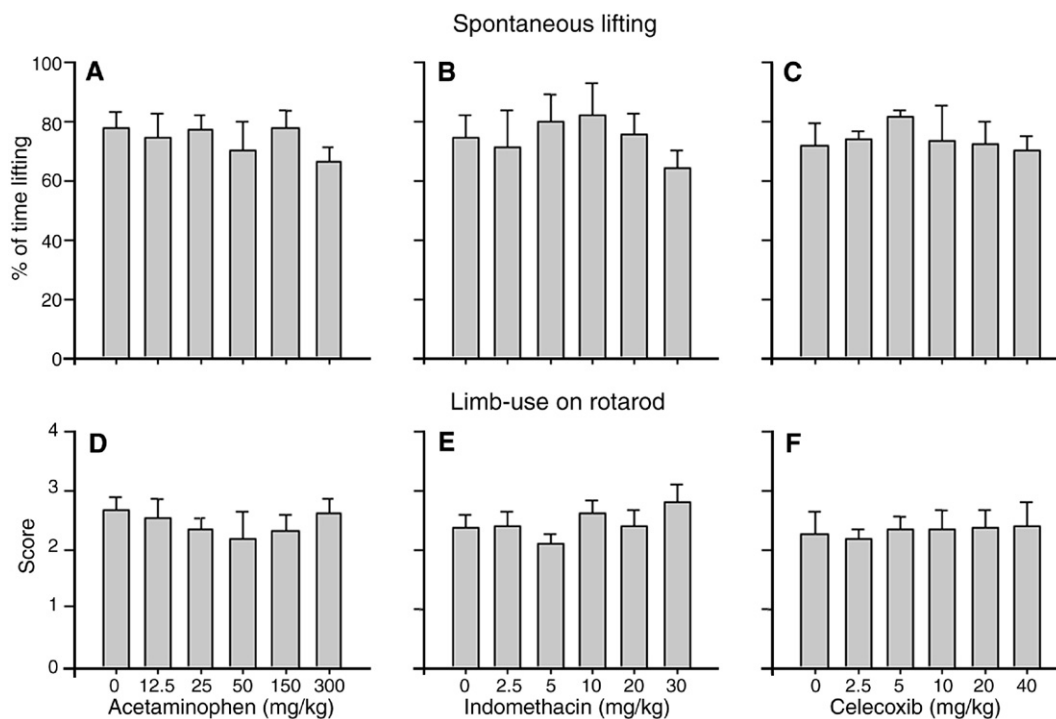 Spontaneous lifting
A
B
C
% of time lifting
100
80
60
40
20
0
Limb-use on rotarod
D
E
F
Score
4
3
2
1
0
0 12.5 25 50 150 300
0 2.5 5 10 20 30
0 2.5 5 10 20 40
Acetaminophen (mg/kg)
Indomethacin (mg/kg)
Celecoxib (mg/kg)